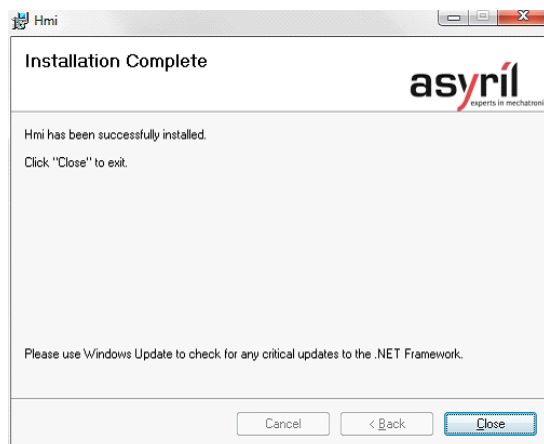 Hmi
Installation Complete
asyril
experts in mechatroni
Hmi has been successfully installed.
Click "Close" to exit.
Please use Windows Update to check for any critical updates to the .NET Framework.
Cancel
< Back
Close